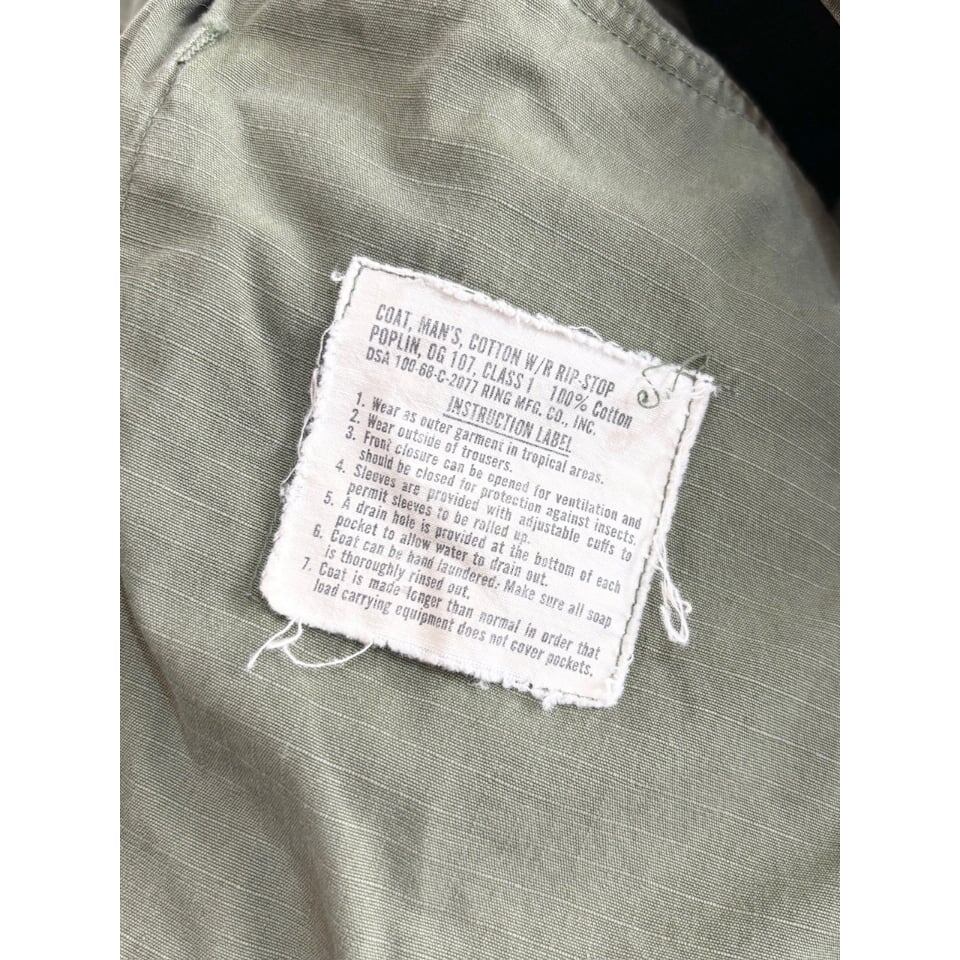 COAT, MAN'S, COTTON W/R RIP-STOP
POPLIN, OG 107, CLASS 1 100% Cotton
DSA 100-68-C-2077 RING MFG. CO., INC.
INSTRUCTION LABEL
1. Wear as outer garment in tropical areas.
2. Wear outside of trousers.
3. Front closure can be opened for ventilation and
should be closed for protection against insects.
4. Sleeves are provided with adjustable cuffs to
permit sleeves to be rolled up.
5. A drain hole is provided at the bottom of each
pocket to allow water to drain out.
6. Coat can be hand laundered. Make sure all soap
is thoroughly rinsed out.
7. Coat is made longer than normal in order that
load carrying equipment does not cover pockets.